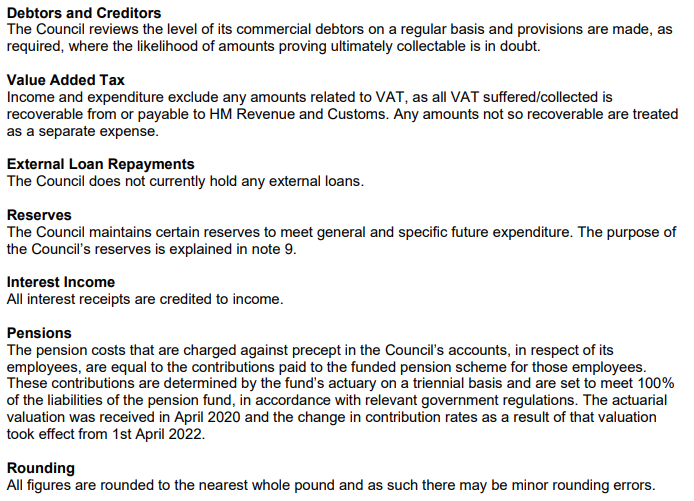 Debtors and Creditors
The Council reviews the level of its commercial debtors on a regular basis and provisions are made, as
required, where the likelihood of amounts proving ultimately collectable is in doubt.
Value Added Tax
Income and expenditure exclude any amounts related to VAT, as all VAT suffered/collected is
recoverable from or payable to HM Revenue and Customs. Any amounts not so recoverable are treated
as a separate expense.
External Loan Repayments
The Council does not currently hold any external loans.
Reserves
The Council maintains certain reserves to meet general and specific future expenditure. The purpose of
the Council's reserves is explained in note 9.
Interest Income
All interest receipts are credited to income.
Pensions
The pension costs that are charged against precept in the Council's accounts, in respect of its
employees, are equal to the contributions paid to the funded pension scheme for those employees.
These contributions are determined by the fund's actuary on a triennial basis and are set to meet 100%
of the liabilities of the pension fund, in accordance with relevant government regulations. The actuarial
valuation was received in April 2020 and the change in contribution rates as a result of that valuation
took effect from 1st April 2022.
Rounding
All figures are rounded to the nearest whole pound and as such there may be minor rounding errors.